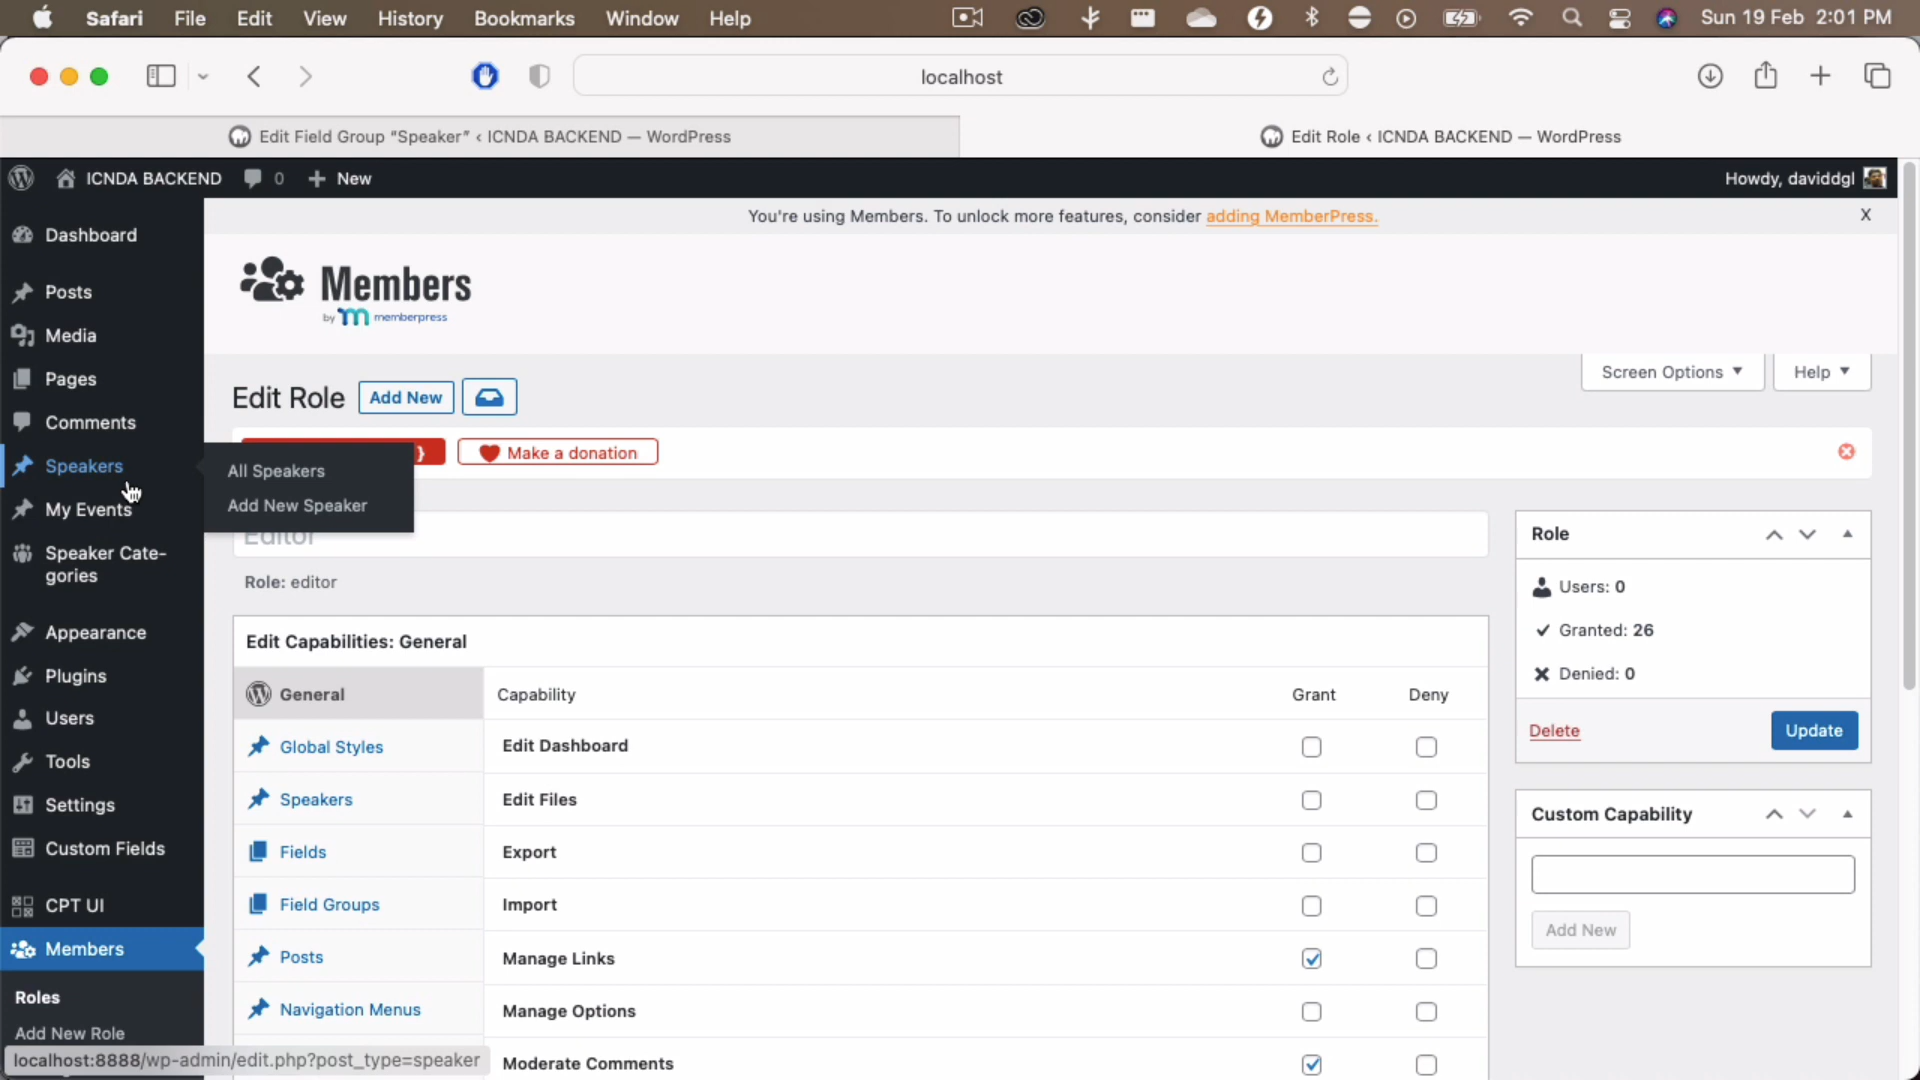 Safari File Edit View History Bookmarks Window Help Sun 19 Feb 2:01 PM
localhost
Edit Field Group “Speaker” ‹ ICNDA BACKEND — WordPress
Edit Role ‹ ICNDA BACKEND — WordPress
ICNDA BACKEND 0 + New Howdy, daviddgl
You're using Members. To unlock more features, consider adding MemberPress. X
Members
by memberpress
Dashboard
Posts
Media
Pages
Comments
Speakers
My Events
Speaker Cate-
gories
Appearance
Plugins
Users
Tools
Settings
Custom Fields
CPT UI
Members
Roles
Add New Role
localhost:8888/wp-admin/edit.php?post_type=speaker
All Speakers
Add New Speaker
Screen Options Help
Edit Role Add New
} Make a donation
Editor
Role: editor
Edit Capabilities: General
General
Global Styles
Speakers
Fields
Field Groups
Posts
Navigation Menus
Capability Grant Deny
Edit Dashboard
Edit Files
Export
Import
Manage Links
Manage Options
Moderate Comments
Role
Users: 0
Granted: 26
Denied: 0
Delete Update
Custom Capability
Add New